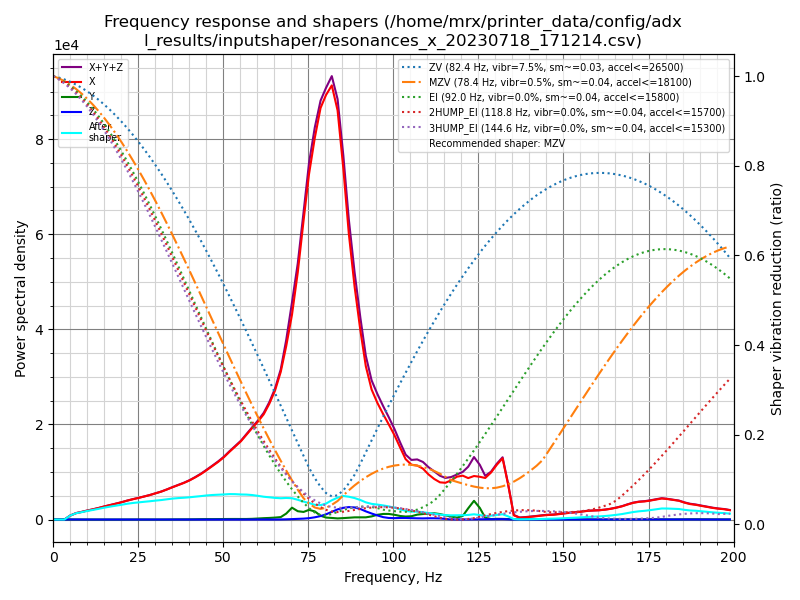 Frequency response and shapers (/home/mrx/printer_data/config/adx
l_results/inputshaper/resonances_x_20230718_171214.csv)
1e4
X+Y+Z
X
Y
Z
After
shaper
ZV (82.4 Hz, vibr=7.5%, sm~=0.03, accel<=26500)
MZV (78.4 Hz, vibr=0.5%, sm~=0.04, accel<=18100)
EI (92.0 Hz, vibr=0.0%, sm~=0.04, accel<=15800)
2HUMP_EI (118.8 Hz, vibr=0.0%, sm~=0.04, accel<=15700)
3HUMP_EI (144.6 Hz, vibr=0.0%, sm~=0.04, accel<=15300)
Recommended shaper: MZV
Power spectral density
8
6
4
2
0
1.0
0.8
0.6
0.4
0.2
0.0
Shaper vibration reduction (ratio)
0 25 50 75 100 125 150 175 200
Frequency, Hz